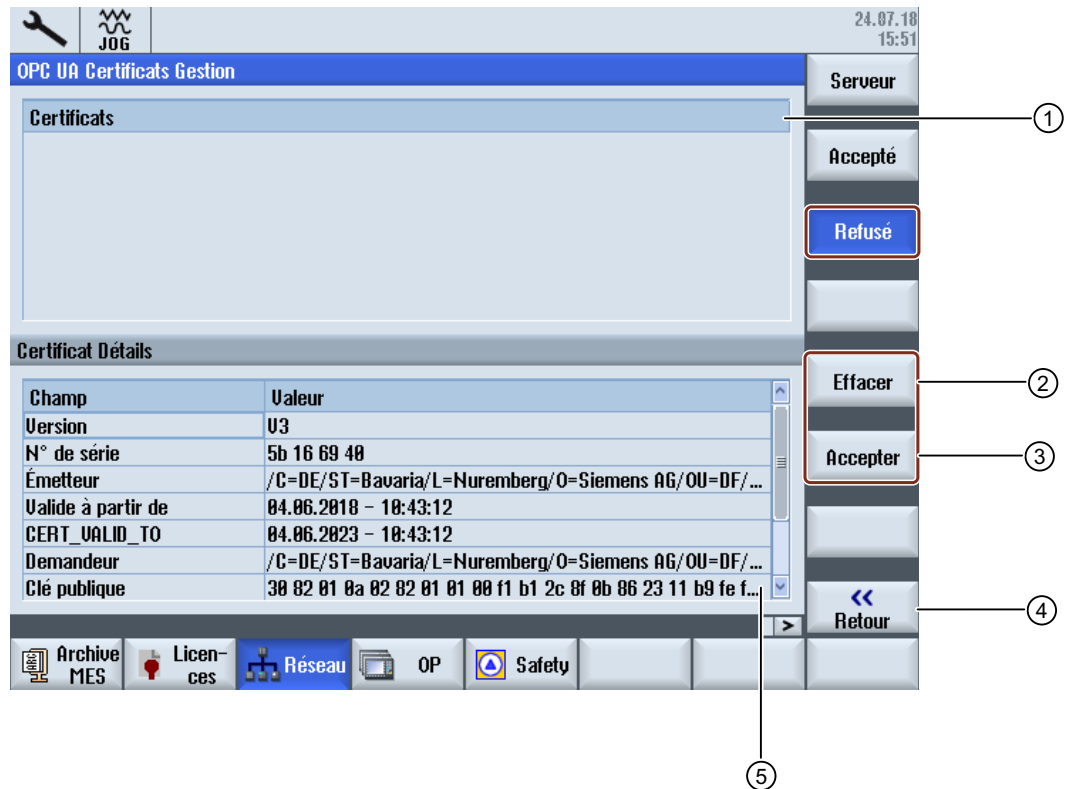 JOG
24.07.18
15:51
OPC UA Certificats Gestion
Serveur
Certificats
1
Accepté
Refusé
Certificat Détails
Effacer
2
Champ Valeur
Version V3
N° de série 5b 16 69 40
Accepter
3
Émetteur /C=DE/ST=Bavaria/L=Nuremberg/O=Siemens AG/OU=DF/...
Valide à partir de 04.06.2018 - 10:43:12
CERT_VALID_TO 04.06.2023 - 10:43:12
Demandeur /C=DE/ST=Bavaria/L=Nuremberg/O=Siemens AG/OU=DF/...
Clé publique 30 82 01 0a 02 82 01 01 00 f1 b1 2c 8f 0b 86 23 11 b9 fe f...
<<
Retour
4
>
Archive
MES
Licen-
ces
Réseau
OP
Safety
5